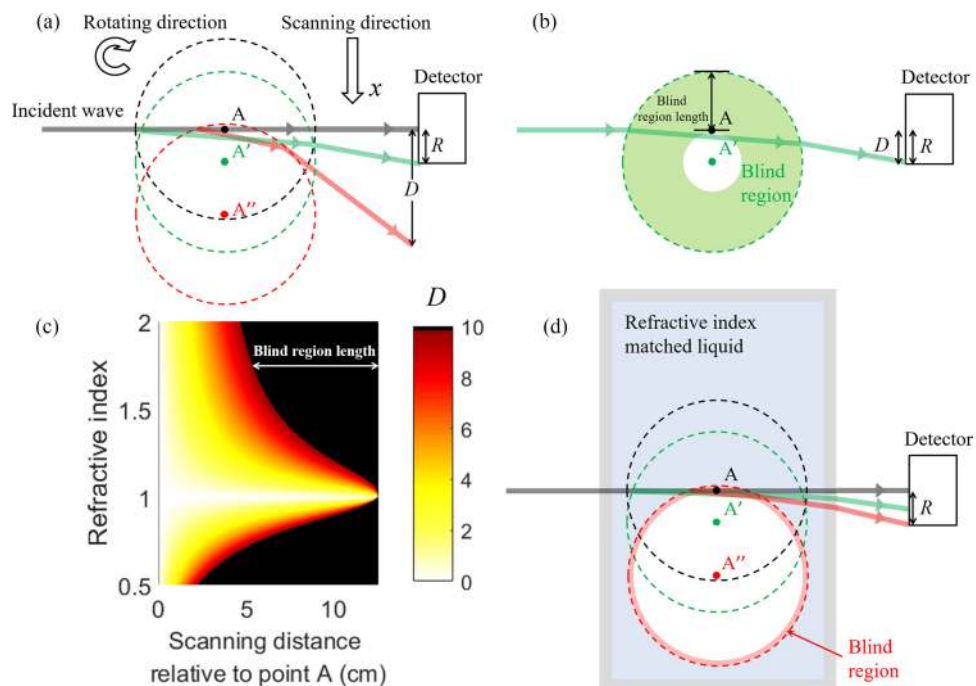 (a)
Rotating direction
Scanning direction
x
Detector
Incident wave
A
A'
A''
R
D
(b)
Detector
Blind
region length
A
A'
Blind
region
D
R
(c)
D
2
1.5
1
0.5
Refractive index
Blind region length
0
5
10
Scanning distance
relative to point A (cm)
10
8
6
4
2
0
(d)
Refractive index
matched liquid
Detector
A
A'
A''
R
Blind
region